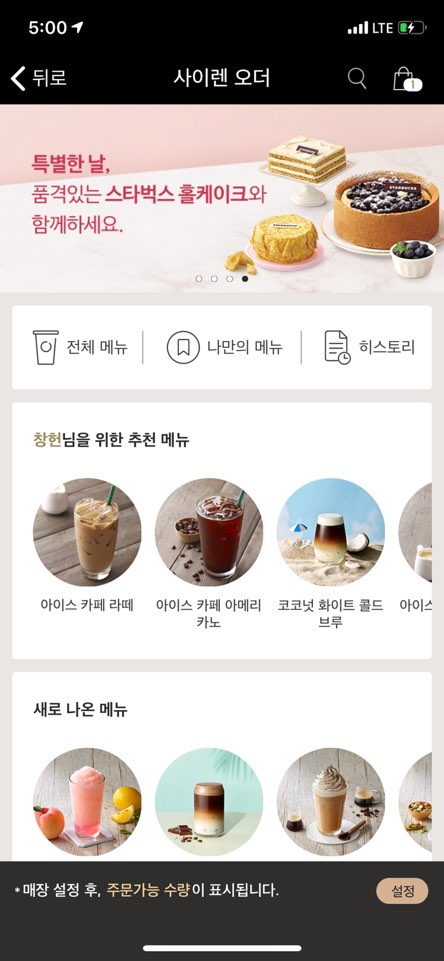 5:00
LTE
뒤로
사이렌 오더
1
특별한 날,
품격있는 스타벅스 홀케이크와
함께하세요.
STARBUCKS
전체 메뉴
나만의 메뉴
히스토리
창헌님을 위한 추천 메뉴
아이스 카페 라떼
아이스 카페 아메리
카노
코코넛 화이트 콜드
브루
아이스
새로 나온 메뉴
* 매장 설정 후, 주문가능 수량이 표시됩니다.
설정